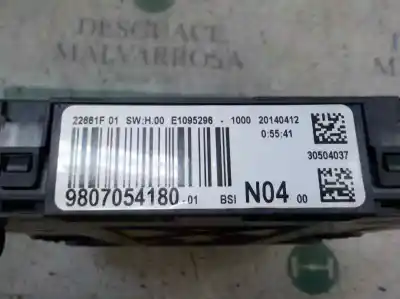 DESGUACE
MALVARROSA
22661F 01 SW:H.00 E1095296 - 1000 20140412
0:55:41
30504037
9807054180-01 BSI N04 00